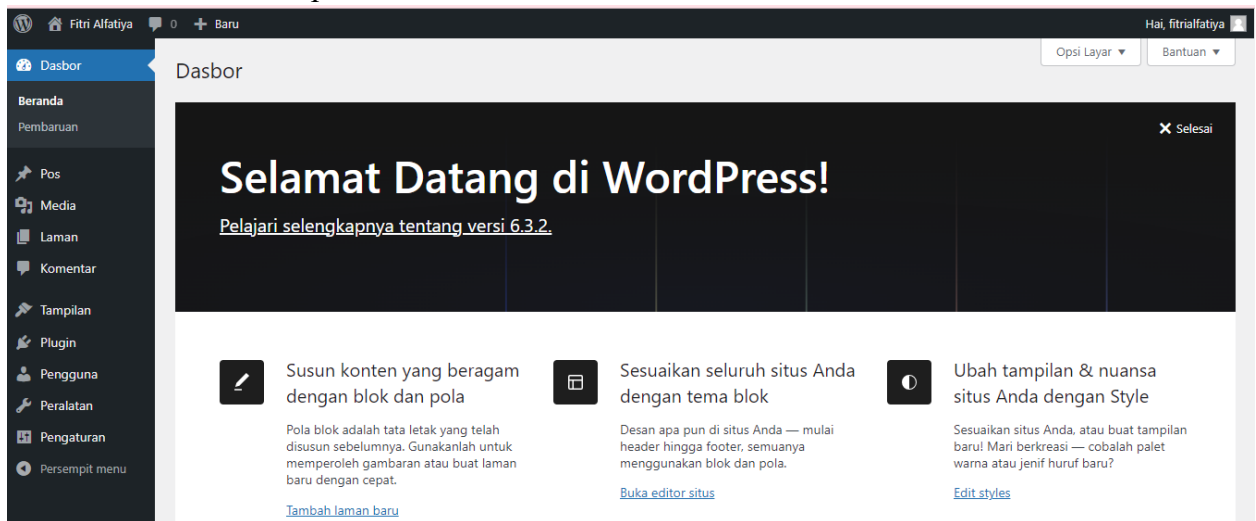 Fitri Alfatiya 0 Baru Hai, fitrialfatiya
Opsi Layar ▼ Bantuan ▼
Dasbor
Beranda
Pembaruan
Pos
Media
Laman
Komentar
Tampilan
Plugin
Pengguna
Peralatan
Pengaturan
Persempit menu
Dasbor
Selesai
Selamat Datang di WordPress!
Pelajari selengkapnya tentang versi 6.3.2.
Susun konten yang beragam
dengan blok dan pola
Pola blok adalah tata letak yang telah
disusun sebelumnya. Gunakanlah untuk
memperoleh gambaran atau buat laman
baru dengan cepat.
Tambah laman baru
Sesuaikan seluruh situs Anda
dengan tema blok
Desan apa pun di situs Anda — mulai
header hingga footer, semuanya
menggunakan blok dan pola.
Buka editor situs
Ubah tampilan & nuansa
situs Anda dengan Style
Sesuaikan situs Anda, atau buat tampilan
baru! Mari berkreasi — cobalah palet
warna atau jenif huruf baru?
Edit styles